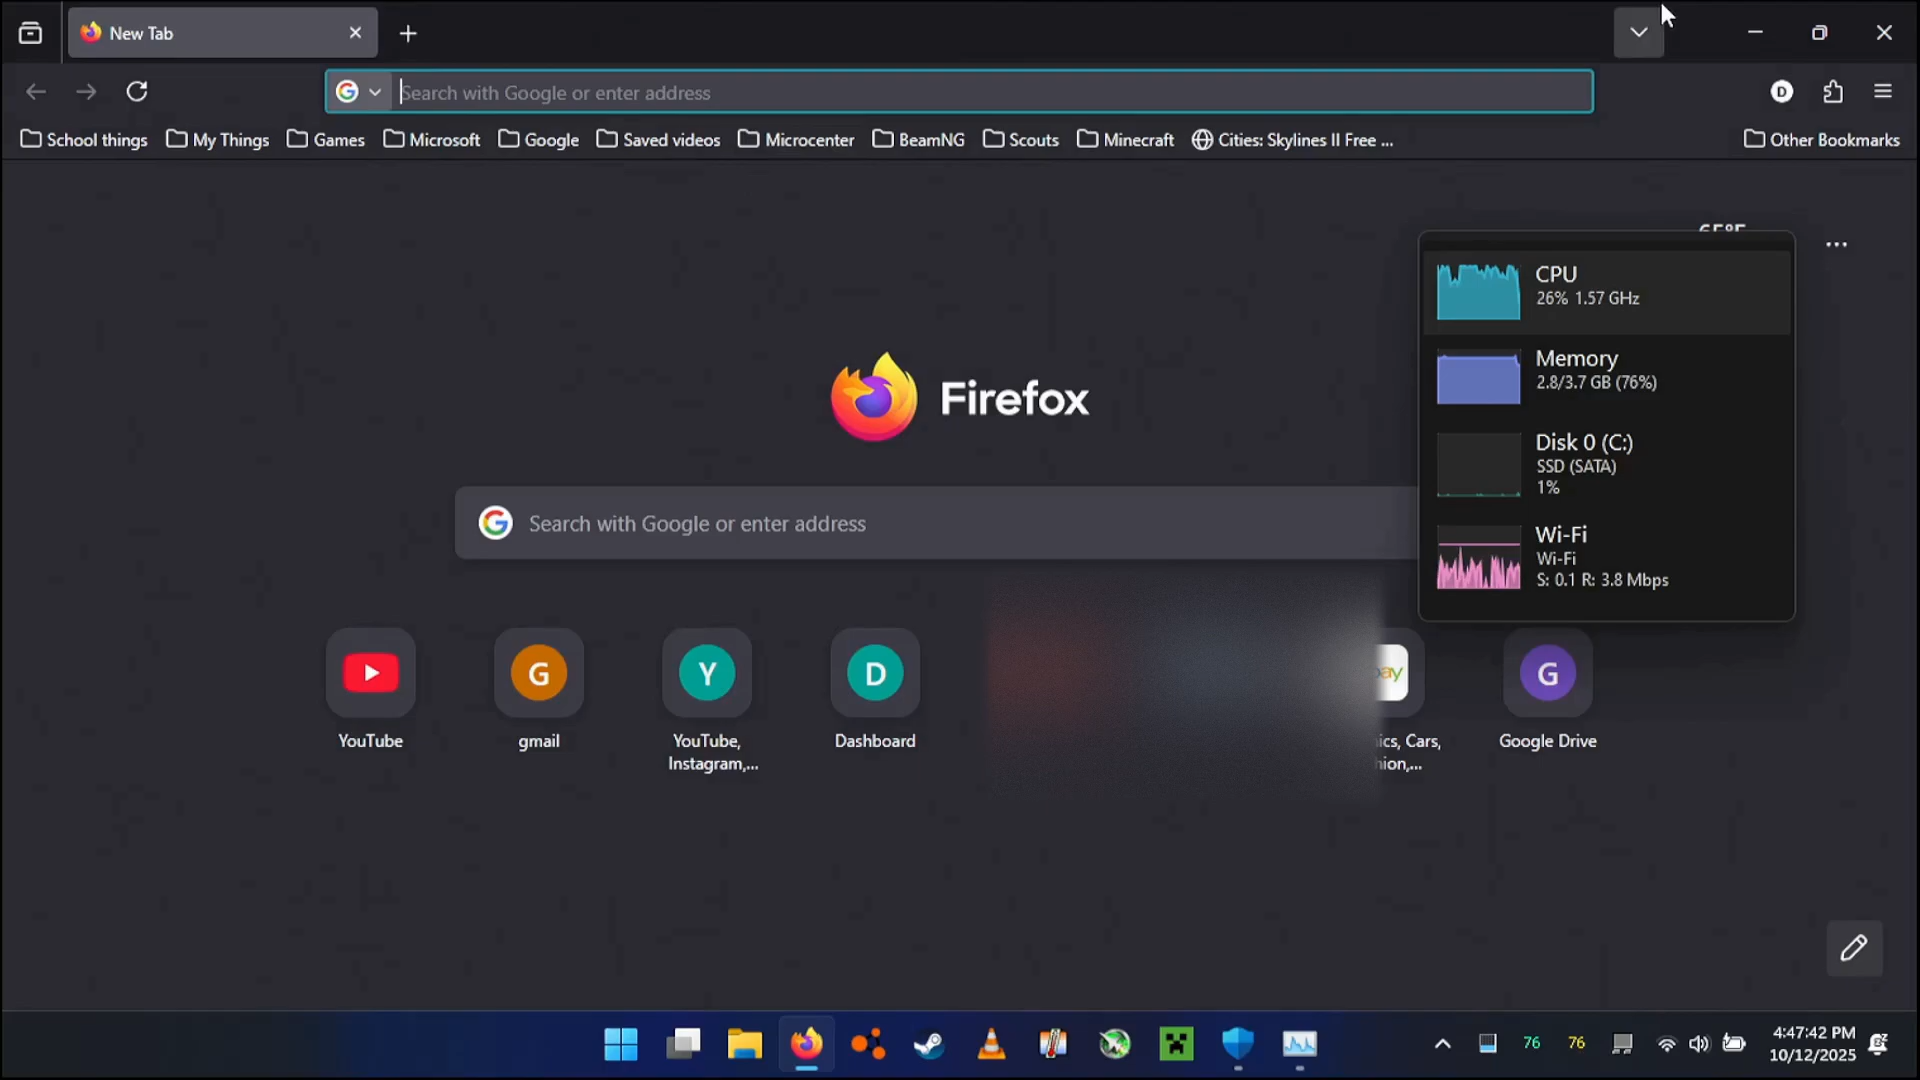 New Tab
Search with Google or enter address
School things
My Things
Games
Microsoft
Google
Saved videos
Microcenter
BeamNG
Scouts
Minecraft
Cities: Skylines II Free ...
Other Bookmarks
CPU
26% 1.57 GHz
Memory
2.8/3.7 GB (76%)
Disk 0 (C:)
SSD (SATA)
1%
Wi-Fi
Wi-Fi
S: 0.1 R: 3.8 Mbps
Firefox
Search with Google or enter address
YouTube
gmail
YouTube,
Instagram,...
Dashboard
Cars,
Google Drive
G
Y
D
G
D
76
76
4:47:42 PM
10/12/2025